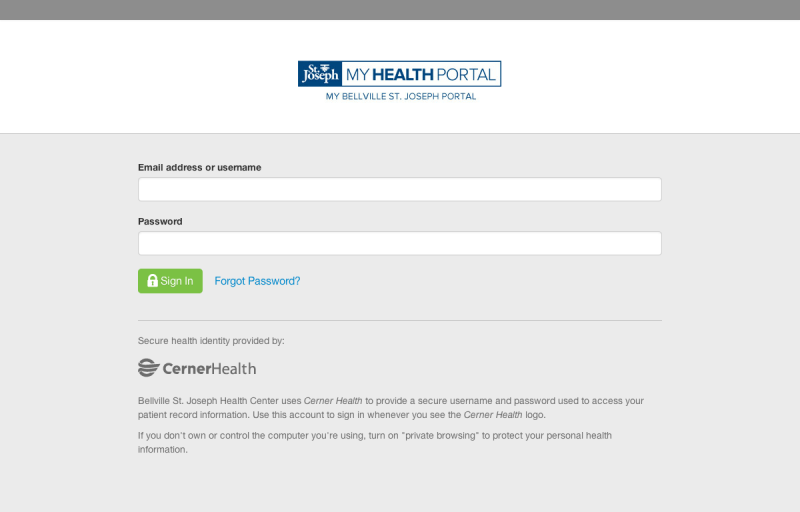 St. Joseph MY HEALTH PORTAL
MY BELLVILLE ST. JOSEPH PORTAL
Email address or username
Password
Sign In Forgot Password?
Secure health identity provided by:
CernerHealth
Bellville St. Joseph Health Center uses Cerner Health to provide a secure username and password used to access your
patient record information. Use this account to sign in whenever you see the Cerner Health logo.
If you don't own or control the computer you're using, turn on "private browsing" to protect your personal health
information.